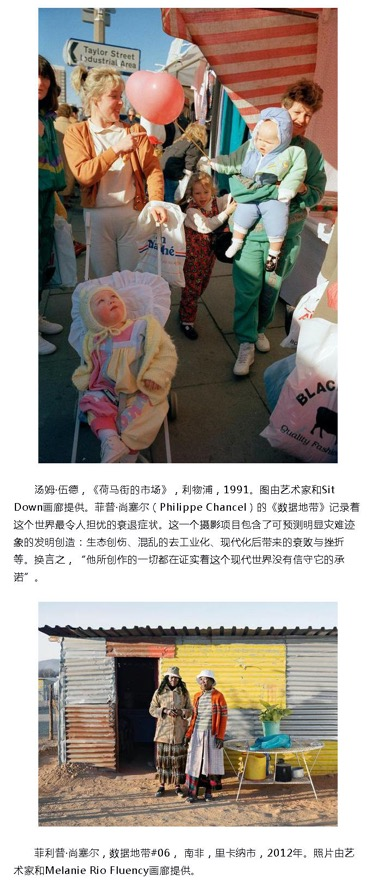 Taylor Street
Industrial Area
BLAC
Quality Fashio
汤姆·伍德，《荷马街的市场》，利物浦，1991。图由艺术家和Sit
Down画廊提供。菲普·尚塞尔（Philippe Chancel）的《数据地带》记录着
这个世界最令人担忧的衰退症状。这一个摄影项目包含了可预测明显灾难迹
象的发明创造：生态创伤、混乱的去工业化、现代化后带来的衰败与挫折
等。换言之，“他所创作的一切都在证实着这个现代世界没有信守它的承
诺”。
菲利普·尚塞尔，数据地带#06， 南非，里卡纳市，2012年。照片由艺
术家和Melanie Rio Fluency画廊提供。